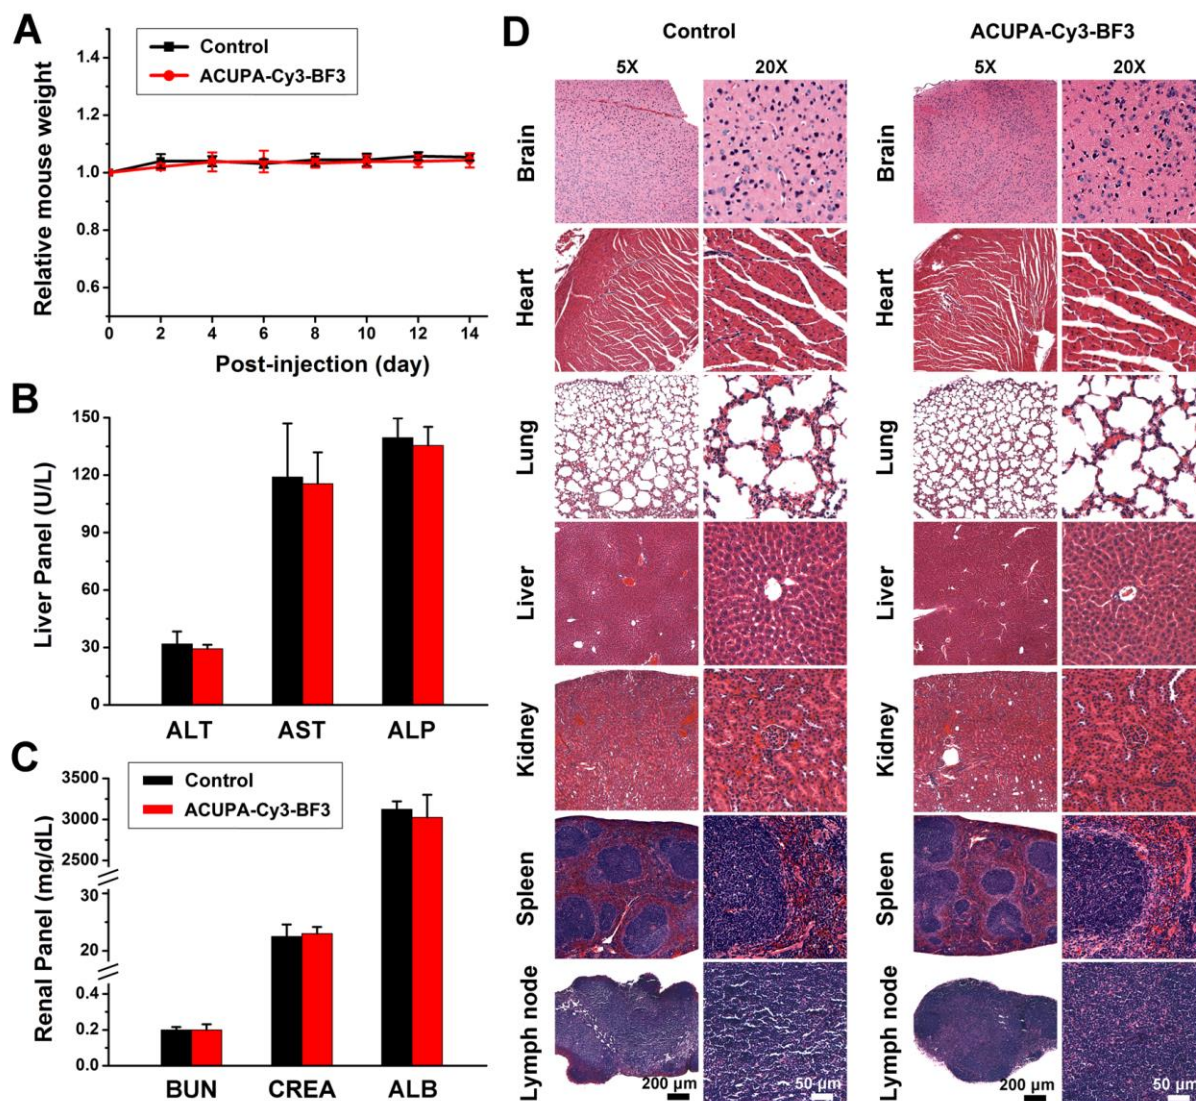 A
Relative mouse weight
1.4
1.2
1.0
0.8
0.6
Control
ACUPA-Cy3-BF3
0 2 4 6 8 10 12 14
Post-injection (day)
B
Liver Panel (U/L)
150
120
90
60
30
0
ALT AST ALP
C
Renal Panel (mg/dL)
3500
3000
2500
30
20
0.4
0.2
0.0
Control
ACUPA-Cy3-BF3
BUN CREA ALB
D
Control ACUPA-Cy3-BF3
5X 20X 5X 20X
Brain Brain
Heart Heart
Lung Lung
Liver Liver
Kidney Kidney
Spleen Spleen
Lymph node Lymph node
200 µm 50 µm 200 µm 50 µm